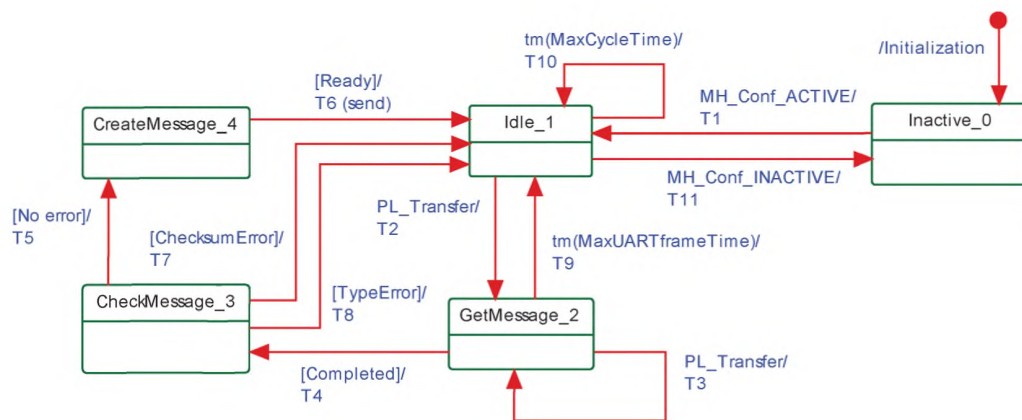 tm(MaxCycleTime)/
T10
/Initialization
[Ready]/
T6 (send)
MH_Conf_ACTIVE/
T1
CreateMessage_4
Idle_1
Inactive_0
MH_Conf_INACTIVE/
T11
[No error]/
T5
[ChecksumError]/
T7
PL_Transfer/
T2
tm(MaxUARTframeTime)/
T9
CheckMessage_3
[TypeError]/
T8
GetMessage_2
[Completed]/
T4
PL_Transfer/
T3